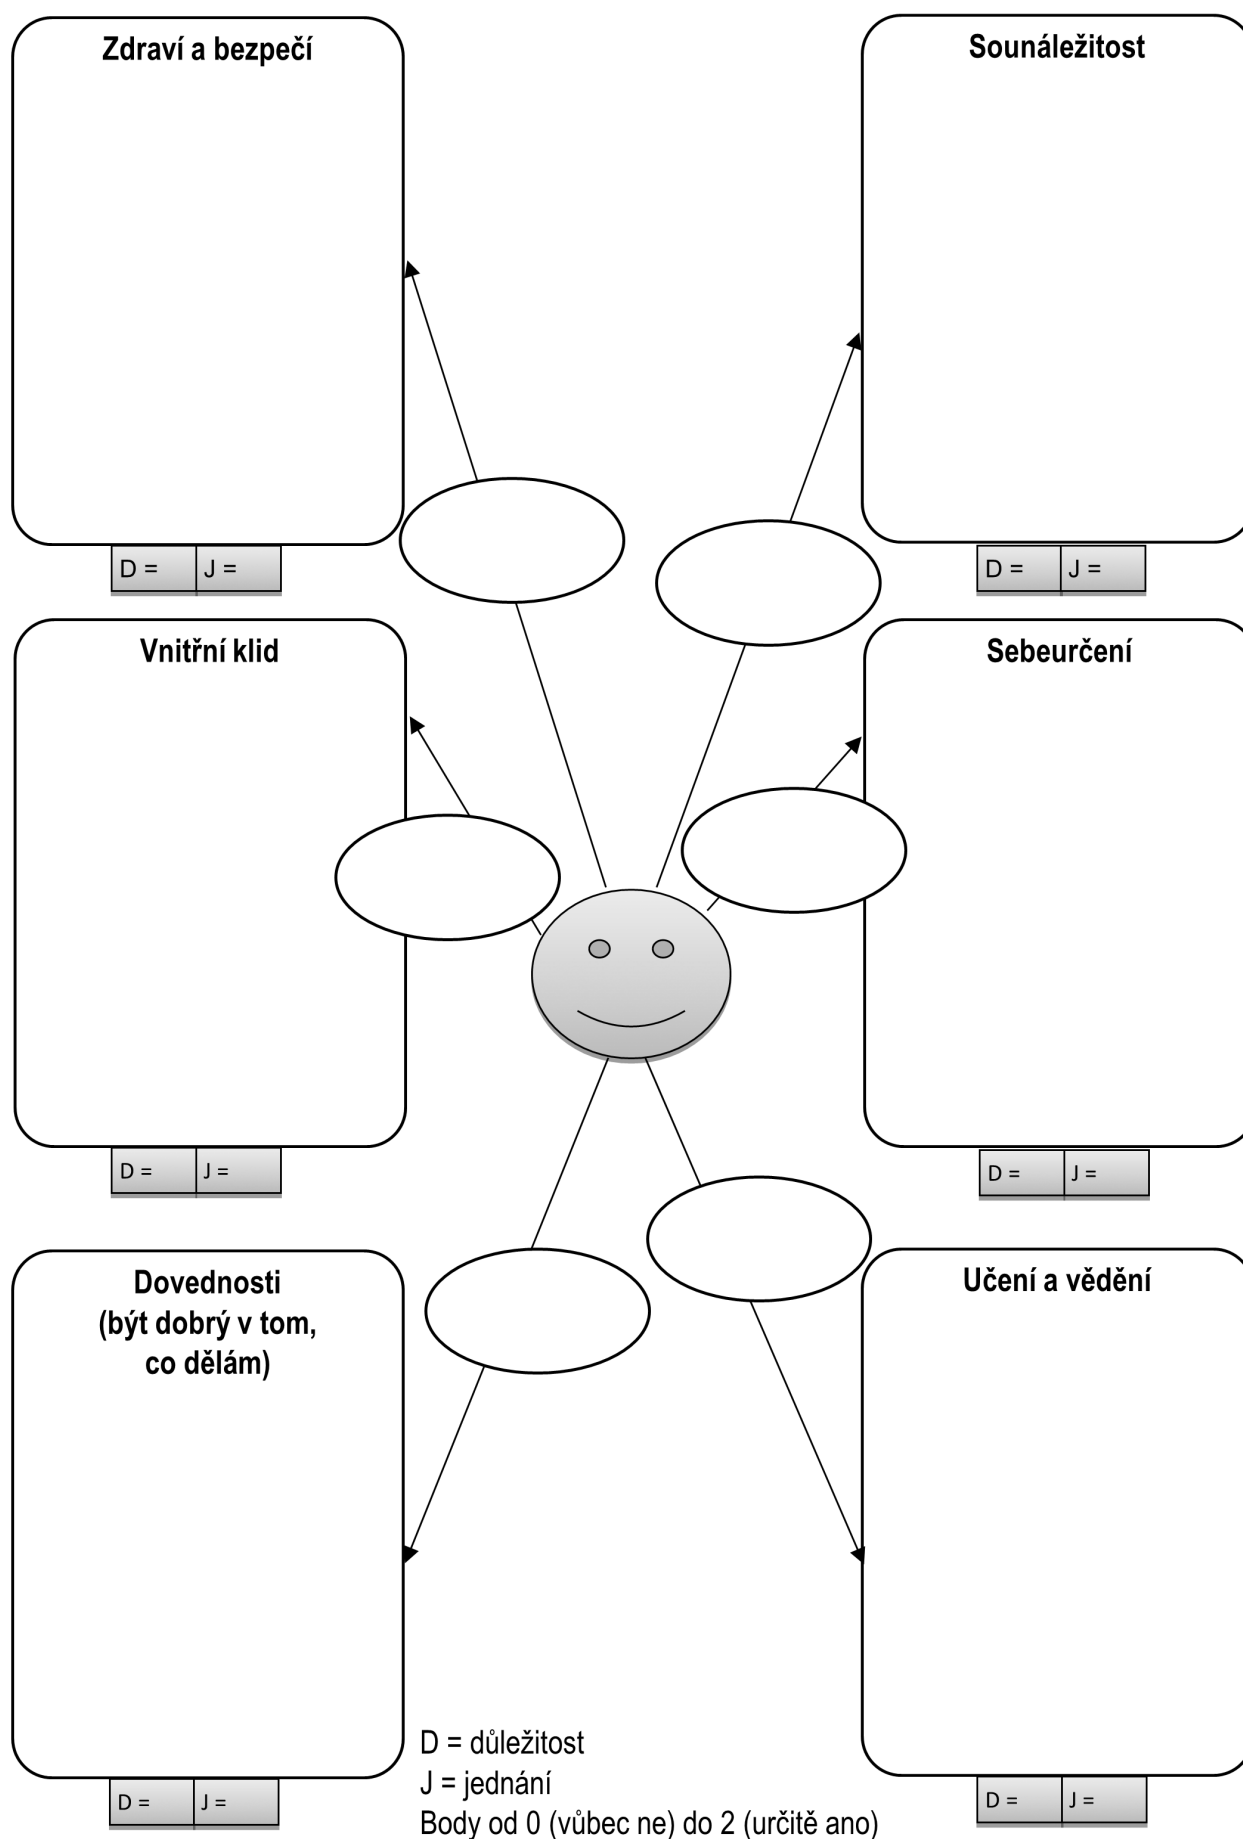 Zdraví a bezpečí
D =
J =
Sounáležitost
D =
J =
Vnitřní klid
D =
J =
Sebeurčení
D =
J =
Dovednosti
(být dobrý v tom,
co dělám)
D =
J =
Učení a vědění
D =
J =
D = důležitost
J = jednání
Body od 0 (vůbec ne) do 2 (určitě ano)